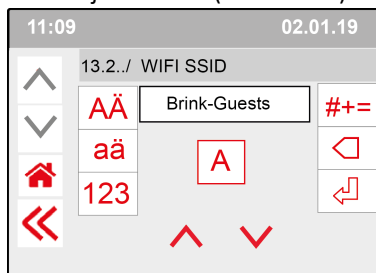 11:09 02.01.19
13.2../ WIFI SSID
AÄ Brink-Guests #+=
aä A
123